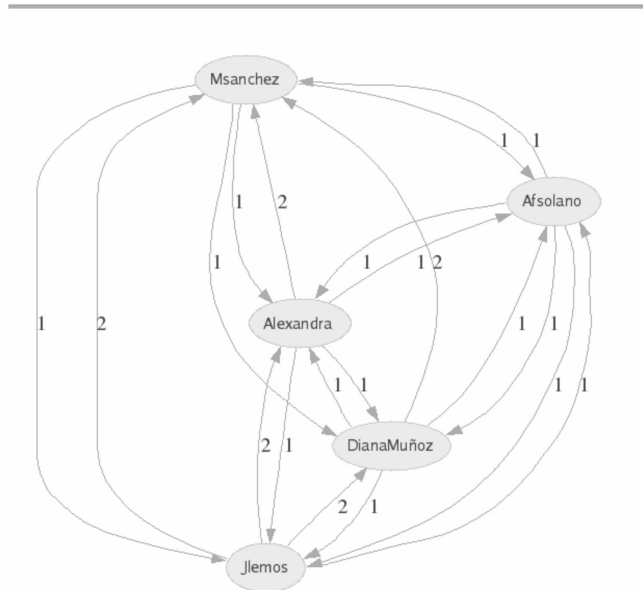 Msanchez
1 1
Afsolano
1 2
1 1 1 2
Alexandra
1 2 1 1
1 1 1 1
DianaMuñoz
2 1
2 1
Jlemos